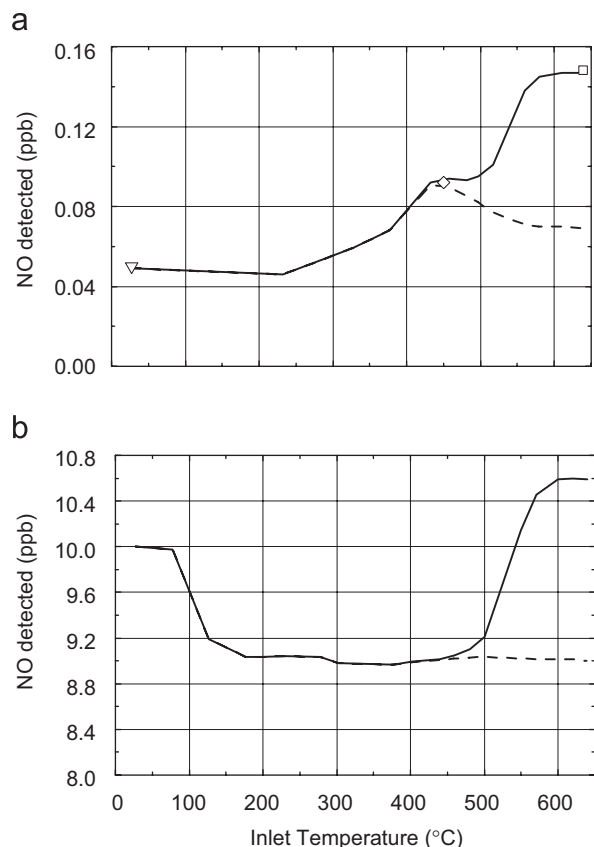 a
NO detected (ppb)
0.16
0.12
0.08
0.04
0.00
b
NO detected (ppb)
10.8
10.4
10.0
9.6
9.2
8.8
8.4
8.0
0 100 200 300 400 500 600
Inlet Temperature (°C)